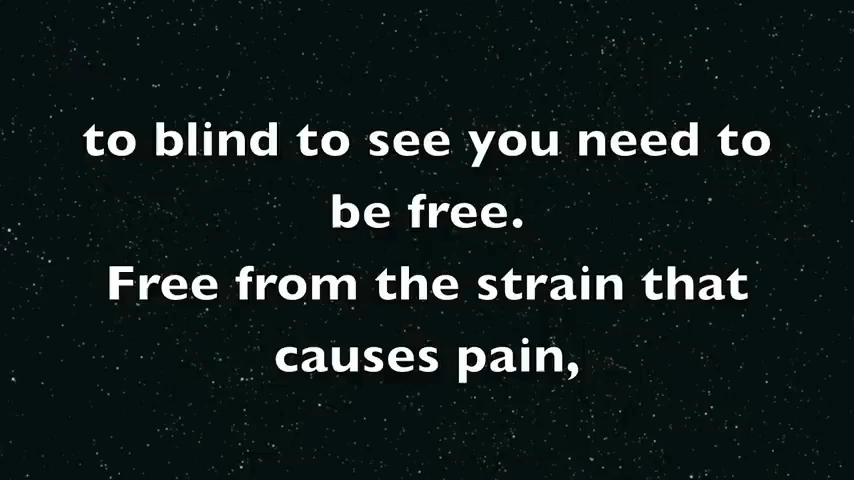 to blind to see you need to
be free.
Free from the strain that
causes pain,